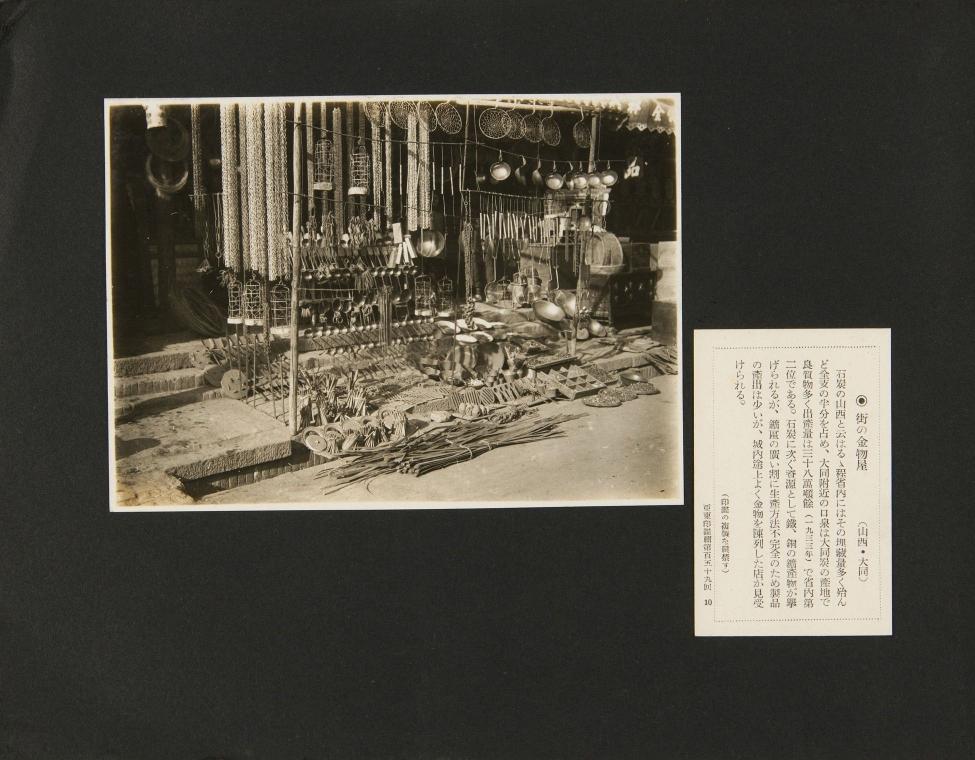 ◉ 街の金物屋　（山西・大同）
石炭の山西と云はるゝ程省内にはその埋藏量多く殆ん
ど全支の半分を占め、大同附近の口泉は大同炭の產地で
良質物多く出產量は三十八萬噸餘（一九三三年）で省内第
二位である。石炭に次ぐ資源として鐵、銅の鑛產物が擧
げられるが、鑛區の廣い割に生產方法不完全のため製品
の產出は少いが、城内途上よく金物を陳列した店が見受
けられる。
（印畫の複製を嚴禁す）
亞東印畫輯第百五十九回　10
品